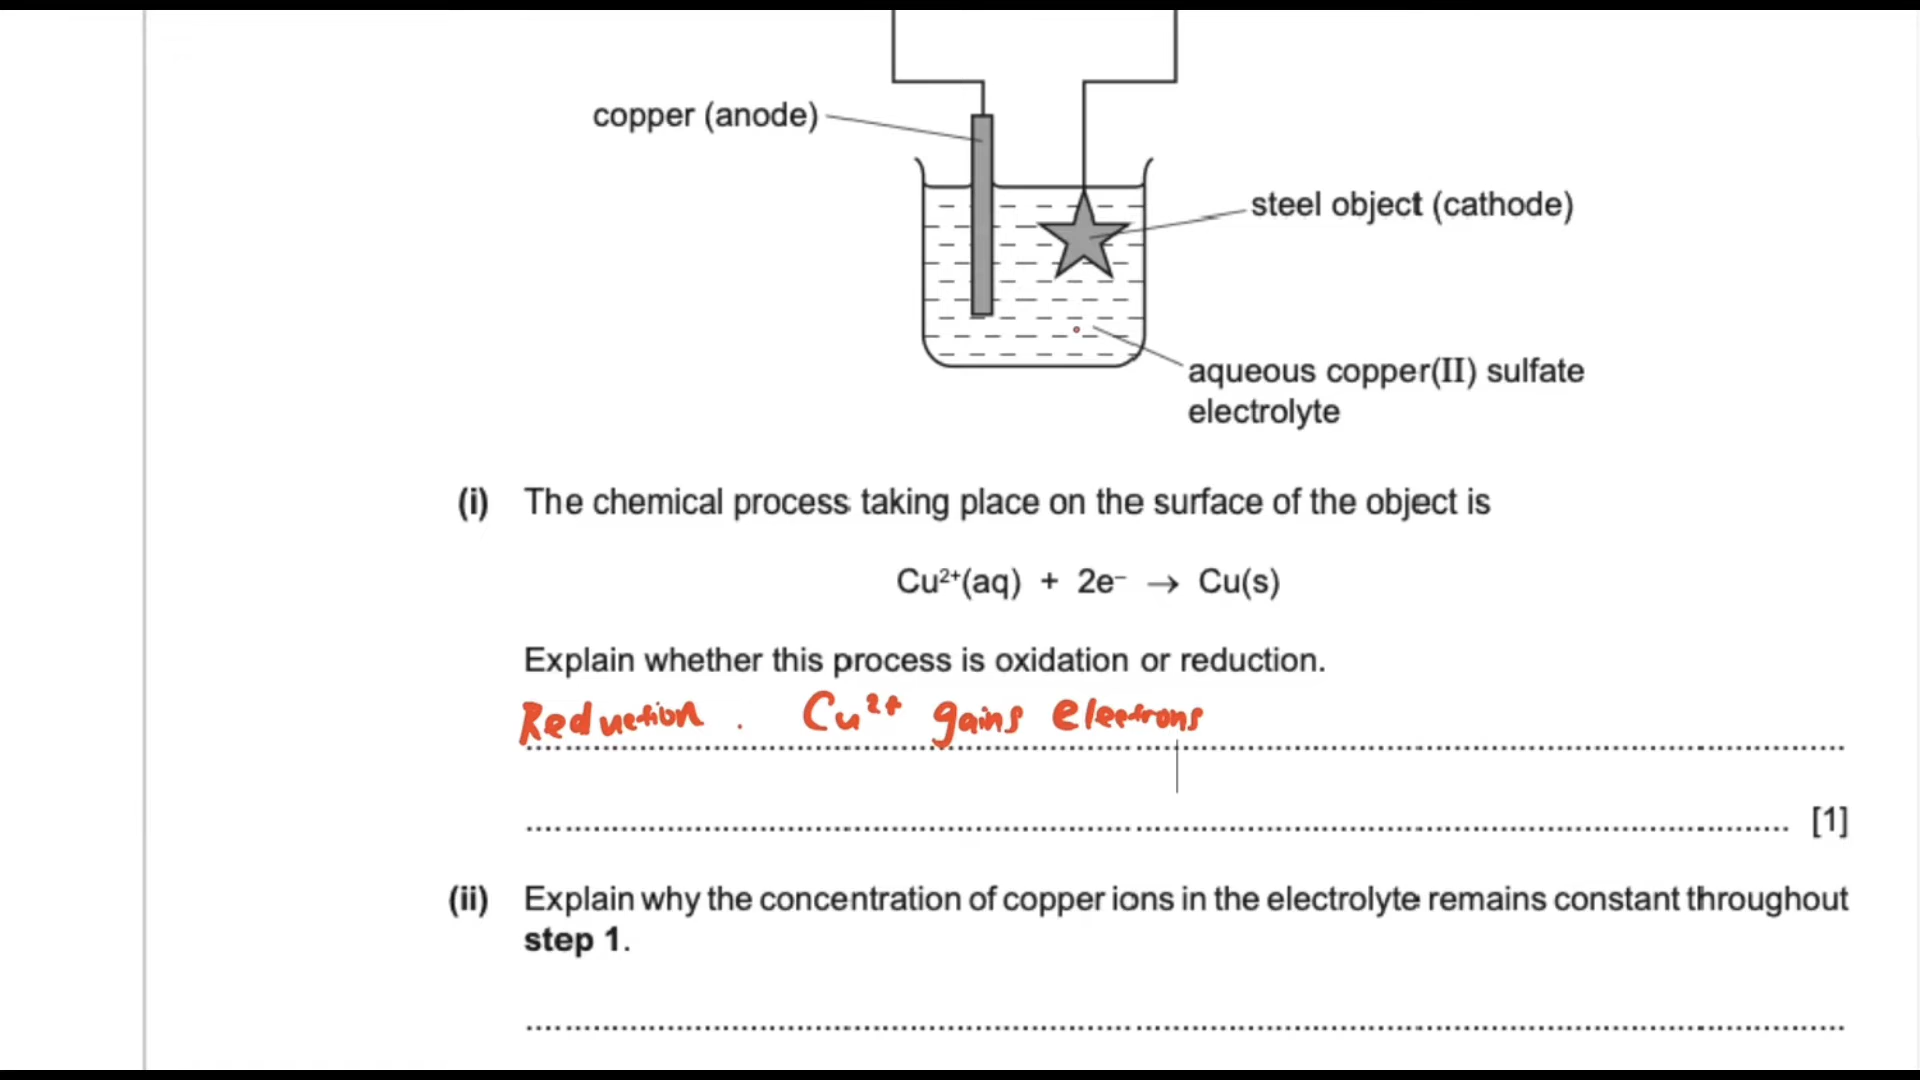 copper (anode)
steel object (cathode)
aqueous copper(II) sulfate
electrolyte
(i) The chemical process taking place on the surface of the object is
Cu²⁺(aq) + 2e⁻ → Cu(s)
Explain whether this process is oxidation or reduction.
Reduction. Cu²⁺ gains electrons
[1]
(ii) Explain why the concentration of copper ions in the electrolyte remains constant throughout
step 1.